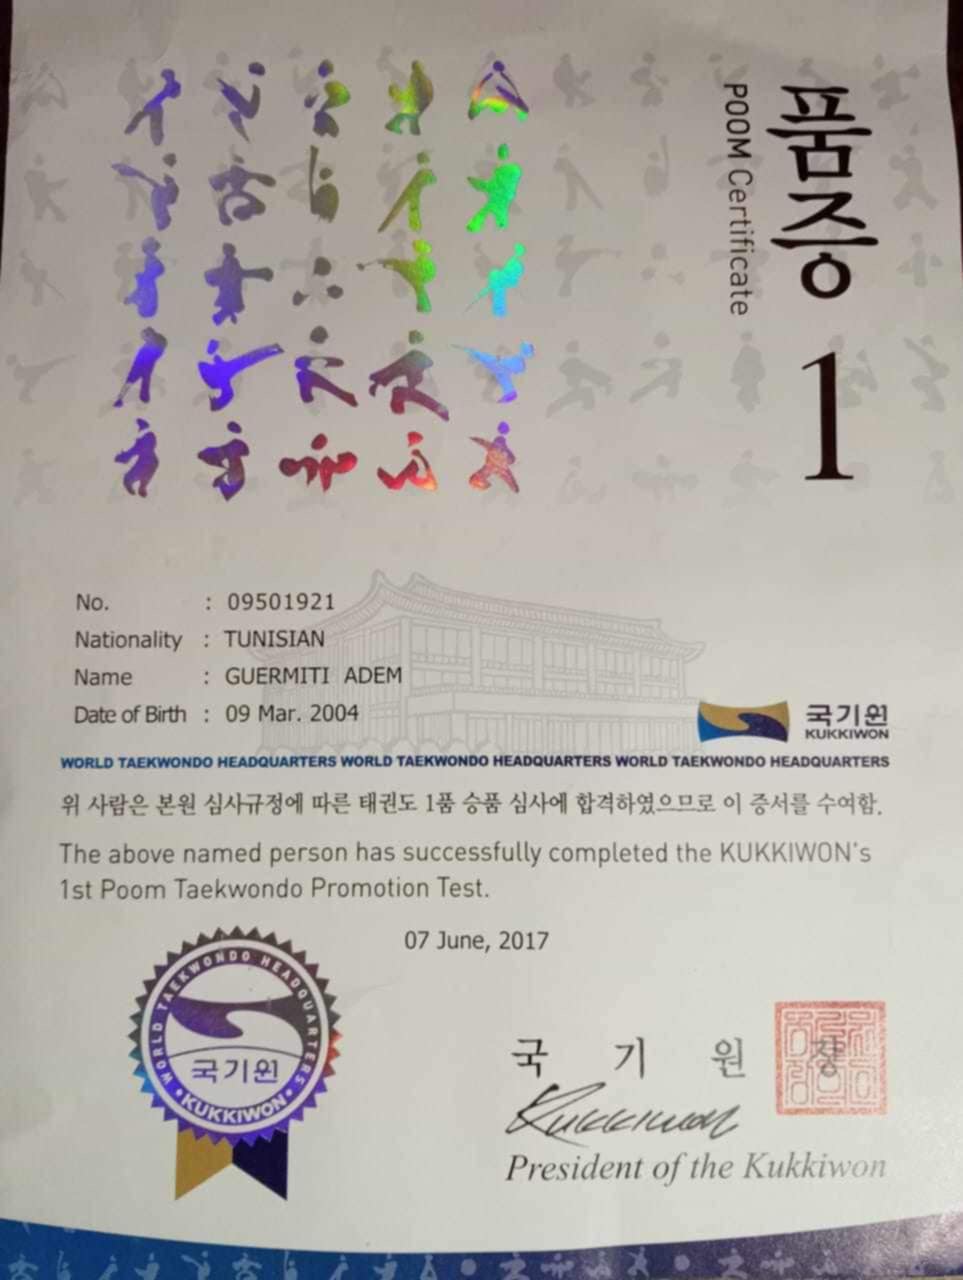 품증
POOM Certificate
1
No. : 09501921
Nationality : TUNISIAN
Name : GUERMITI ADEM
Date of Birth : 09 Mar. 2004
국기원
KUKKIWON
WORLD TAEKWONDO HEADQUARTERS WORLD TAEKWONDO HEADQUARTERS WORLD TAEKWONDO HEADQUARTERS
위 사람은 본원 심사규정에 따른 태권도 1품 승품 심사에 합격하였으므로 이 증서를 수여함.
The above named person has successfully completed the KUKKIWON's
1st Poom Taekwondo Promotion Test.
07 June, 2017
WORLD TAEKWONDO HEADQUARTERS
국기원
KUKKIWON
국 기 원 장
Kukkiwon
President of the Kukkiwon